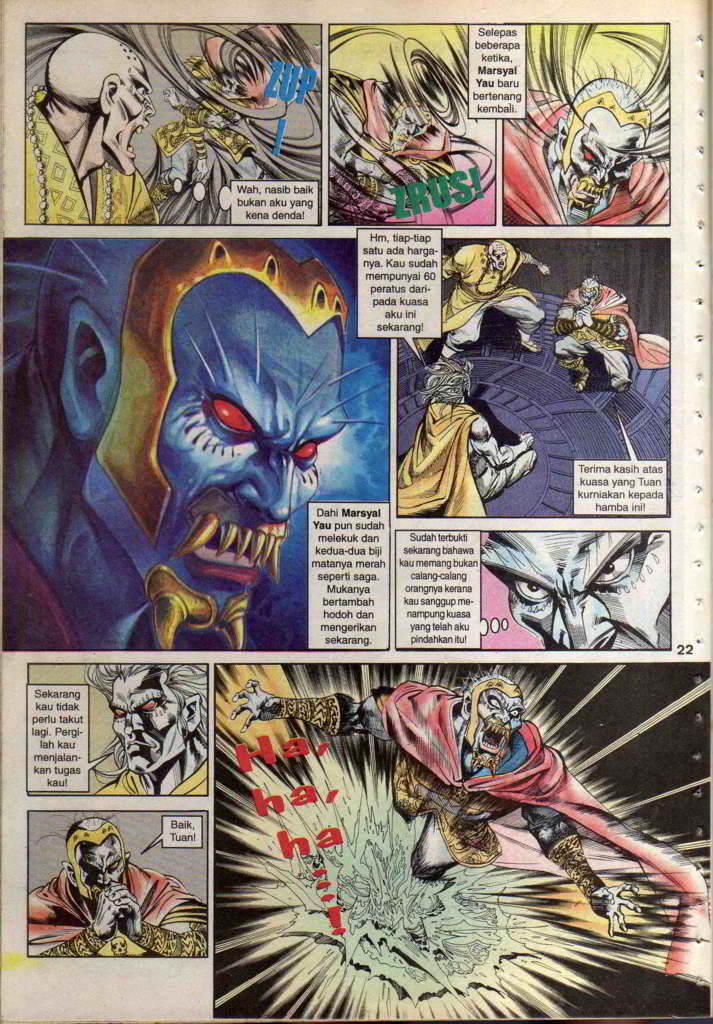 ZUP
!
Wah, nasib baik
bukan aku yang
kena denda!
ZRUS!
Selepas
beberapa
ketika,
Marsyal
Yau baru
bertenang
kembali.
Hm, tiap-tiap
satu ada harga-
nya. Kau sudah
mempunyai 60
peratus dari-
pada kuasa
aku ini
sekarang!
Terima kasih atas
kuasa yang Tuan
kurniakan kepada
hamba ini!
Dahi Marsyal
Yau pun sudah
melekuk dan
kedua-dua biji
matanya merah
seperti saga.
Mukanya
bertambah
hodoh dan
mengerikan
sekarang.
Sudah terbukti
sekarang bahawa
kau memang bukan
calang-calang
orangnya kerana
kau sanggup me-
nampung kuasa
yang telah aku
pindahkan itu!
22
Sekarang
kau tidak
perlu takut
lagi. Pergi-
lah kau
menjalan-
kan tugas
kau!
Baik,
Tuan!
Ha,
ha,
ha
...!